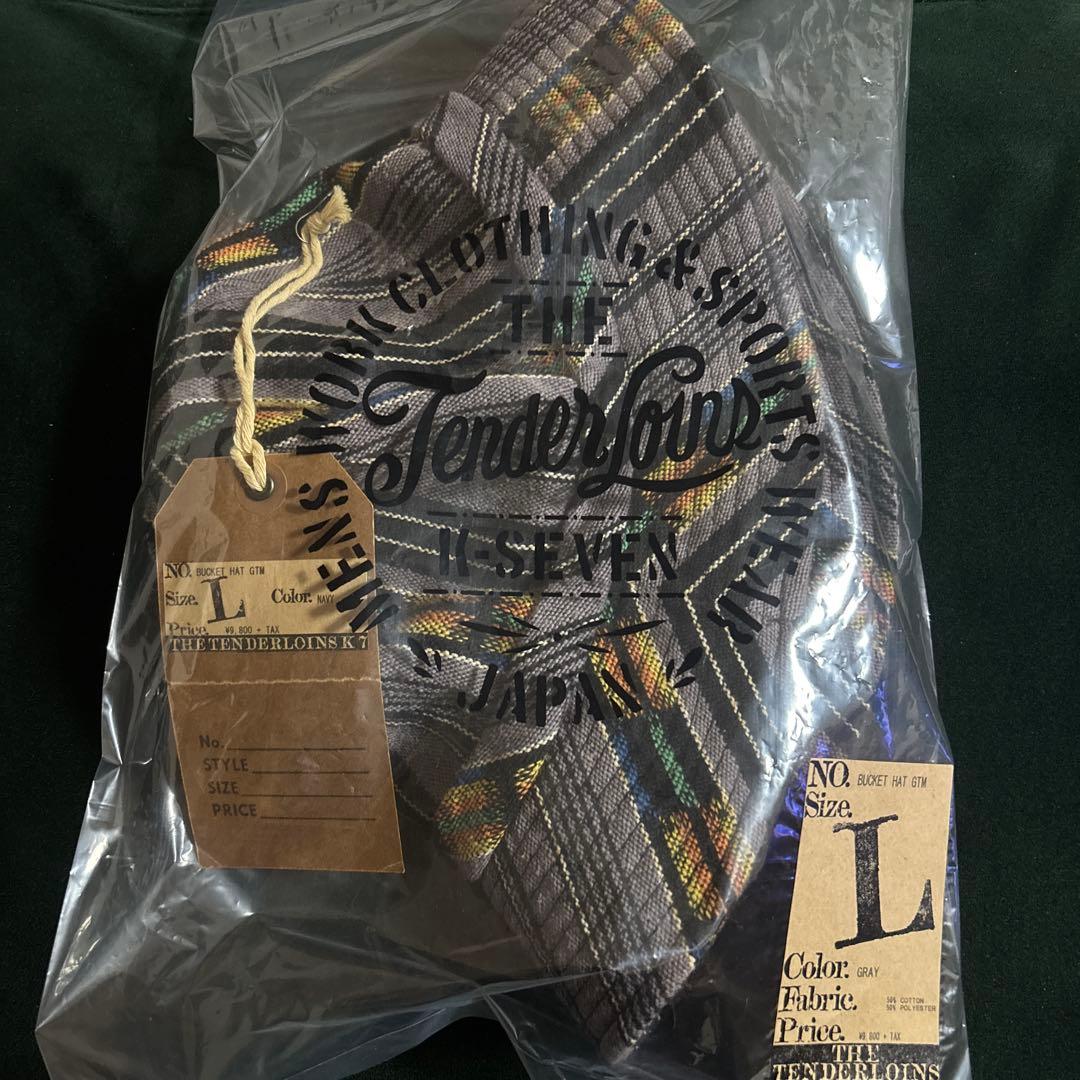 MENS WORK CLOTHING & SPORTS WEAR
THE
TenderLoins
K-SEVEN
JAPAN
NO. BUCKET HAT GTM
Size. L Color. NAVY
Price. ¥9,800 + TAX
THE TENDERLOINS K 7
No.
STYLE
SIZE
PRICE
NO. BUCKET HAT GTM
Size.
L
Color. GRAY
Fabric. 50% COTTON
50% POLYESTER
Price. ¥9,800 + TAX
THE
TENDERLOINS